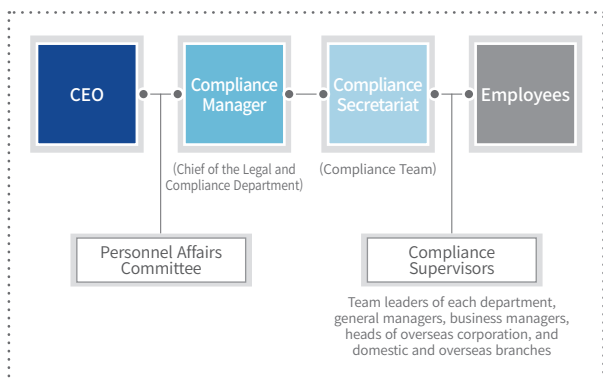 CEO
Compliance
Manager
Compliance
Secretariat
Employees
(Chief of the Legal and
Compliance Department)
(Compliance Team)
Personnel Affairs
Committee
Compliance
Supervisors
Team leaders of each department,
general managers, business managers,
heads of overseas corporation, and
domestic and overseas branches